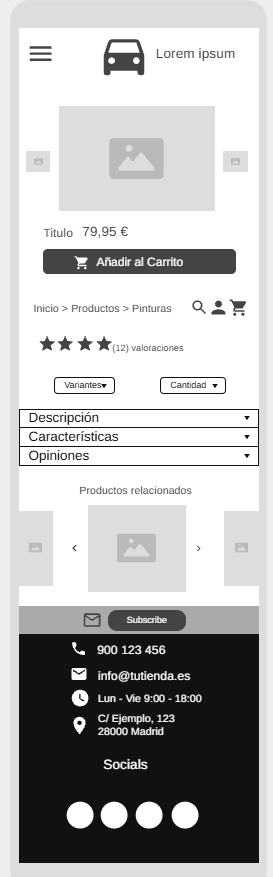 Lorem ipsum
Titulo 79,95 €
Añadir al Carrito
Inicio > Productos > Pinturas
(12) valoraciones
Variantes Cantidad
Descripción
Características
Opiniones
Productos relacionados
Subscribe
900 123 456
info@tutienda.es
Lun - Vie 9:00 - 18:00
C/ Ejemplo, 123
28000 Madrid
Socials